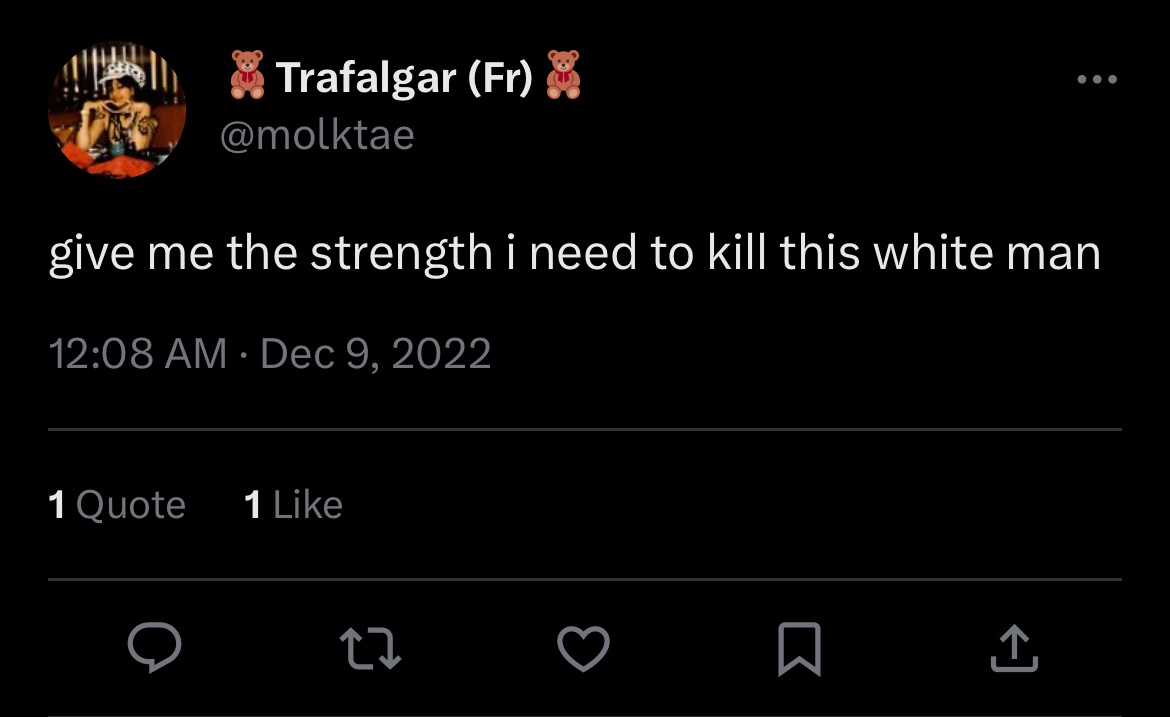 🧸 Trafalgar (Fr) 🧸
@molktae
give me the strength i need to kill this white man
12:08 AM · Dec 9, 2022
1 Quote 1 Like